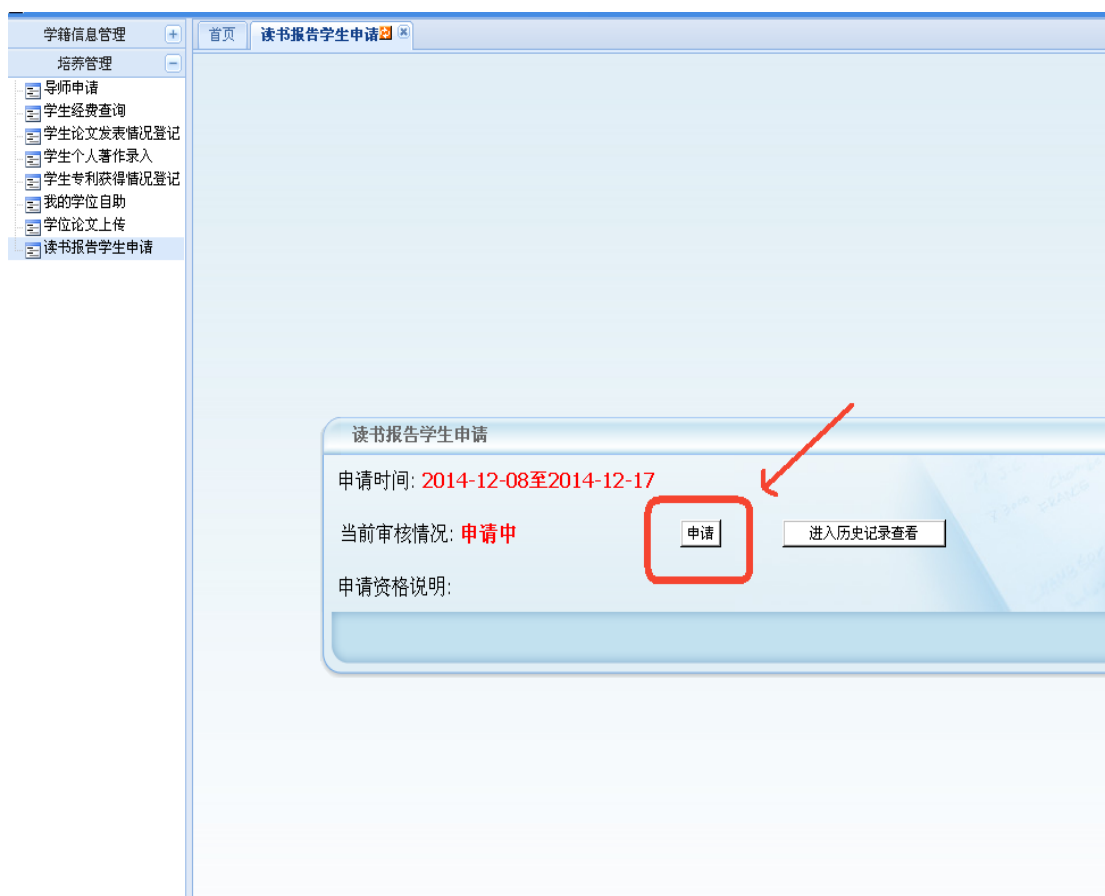 学籍信息管理
首页 读书报告学生申请
培养管理
导师申请
学生经费查询
学生论文发表情况登记
学生个人著作录入
学生专利获得情况登记
我的学位自助
学位论文上传
读书报告学生申请
读书报告学生申请
申请时间: 2014-12-08至2014-12-17
当前审核情况: 申请中 申请 进入历史记录查看
申请资格说明: